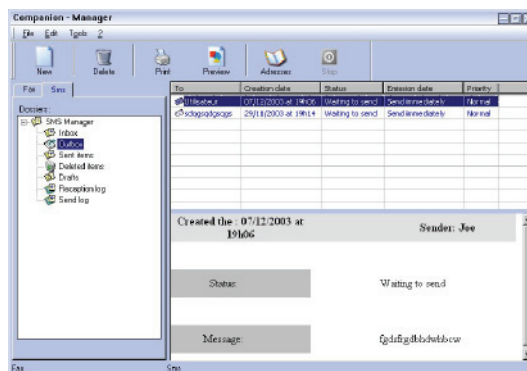 Companion - Manager
File Edit Tools ?
New Delete Print Preview Adresses Stop
Fax Sms
Dossiers :
SMS Manager
Inbox
Outbox
Sent items
Deleted items
Drafts
Reception log
Send log
To Creation date Status Emission date Priority
Utilisateur 07/12/2003 at 19h06 Waiting to send Send immediately Normal
29/11/2003 at 19h14 Waiting to send Send immediately Normal
Created the : 07/12/2003 at
19h06
Sender: Joe
Status: Waiting to send
Message:
Fax Sms